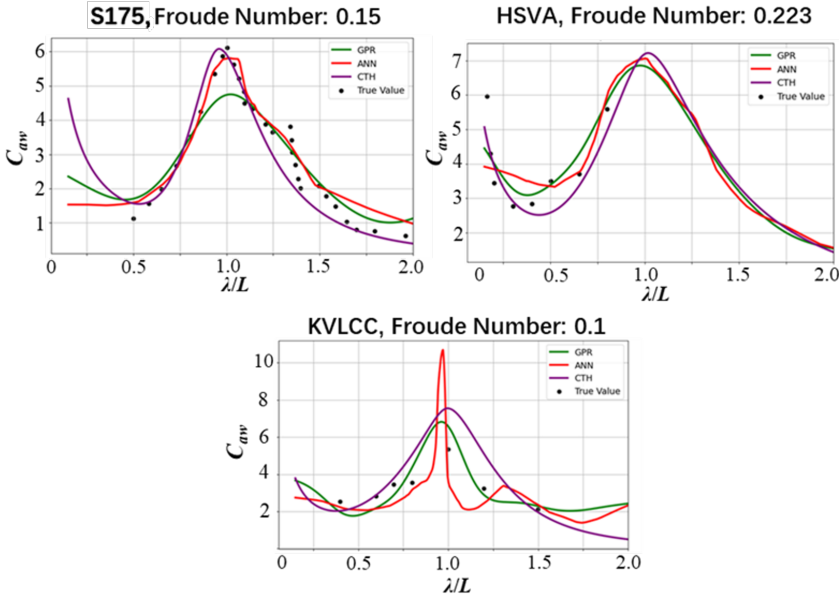 S175, Froude Number: 0.15
6
5
4
3
2
1
C_aw
GPR
ANN
CTH
True Value
0 0.5 1.0 1.5 2.0
λ/L
HSVA, Froude Number: 0.223
7
6
5
4
3
2
C_aw
GPR
ANN
CTH
True Value
0 0.5 1.0 1.5 2.0
λ/L
KVLCC, Froude Number: 0.1
10
8
6
4
2
C_aw
GPR
ANN
CTH
True Value
0 0.5 1.0 1.5 2.0
λ/L